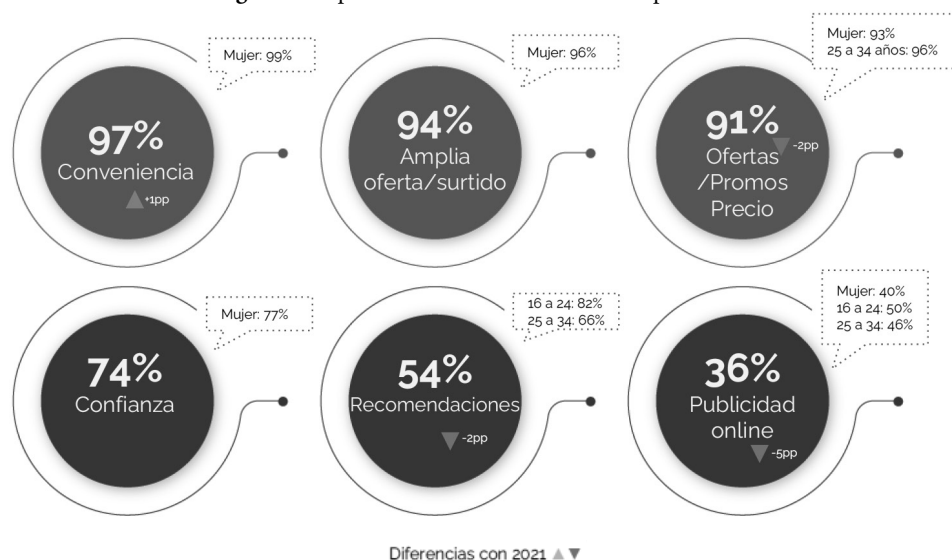 Mujer: 99%
97%
Conveniencia
+1pp
Mujer: 96%
94%
Amplia
oferta/surtido
Mujer: 93%
25 a 34 años: 96%
91%
-2pp
Ofertas
/Promos
Precio
Mujer: 77%
74%
Confianza
16 a 24: 82%
25 a 34: 66%
54%
Recomendaciones
-2pp
Mujer: 40%
16 a 24: 50%
25 a 34: 46%
36%
Publicidad
online
-5pp
Diferencias con 2021